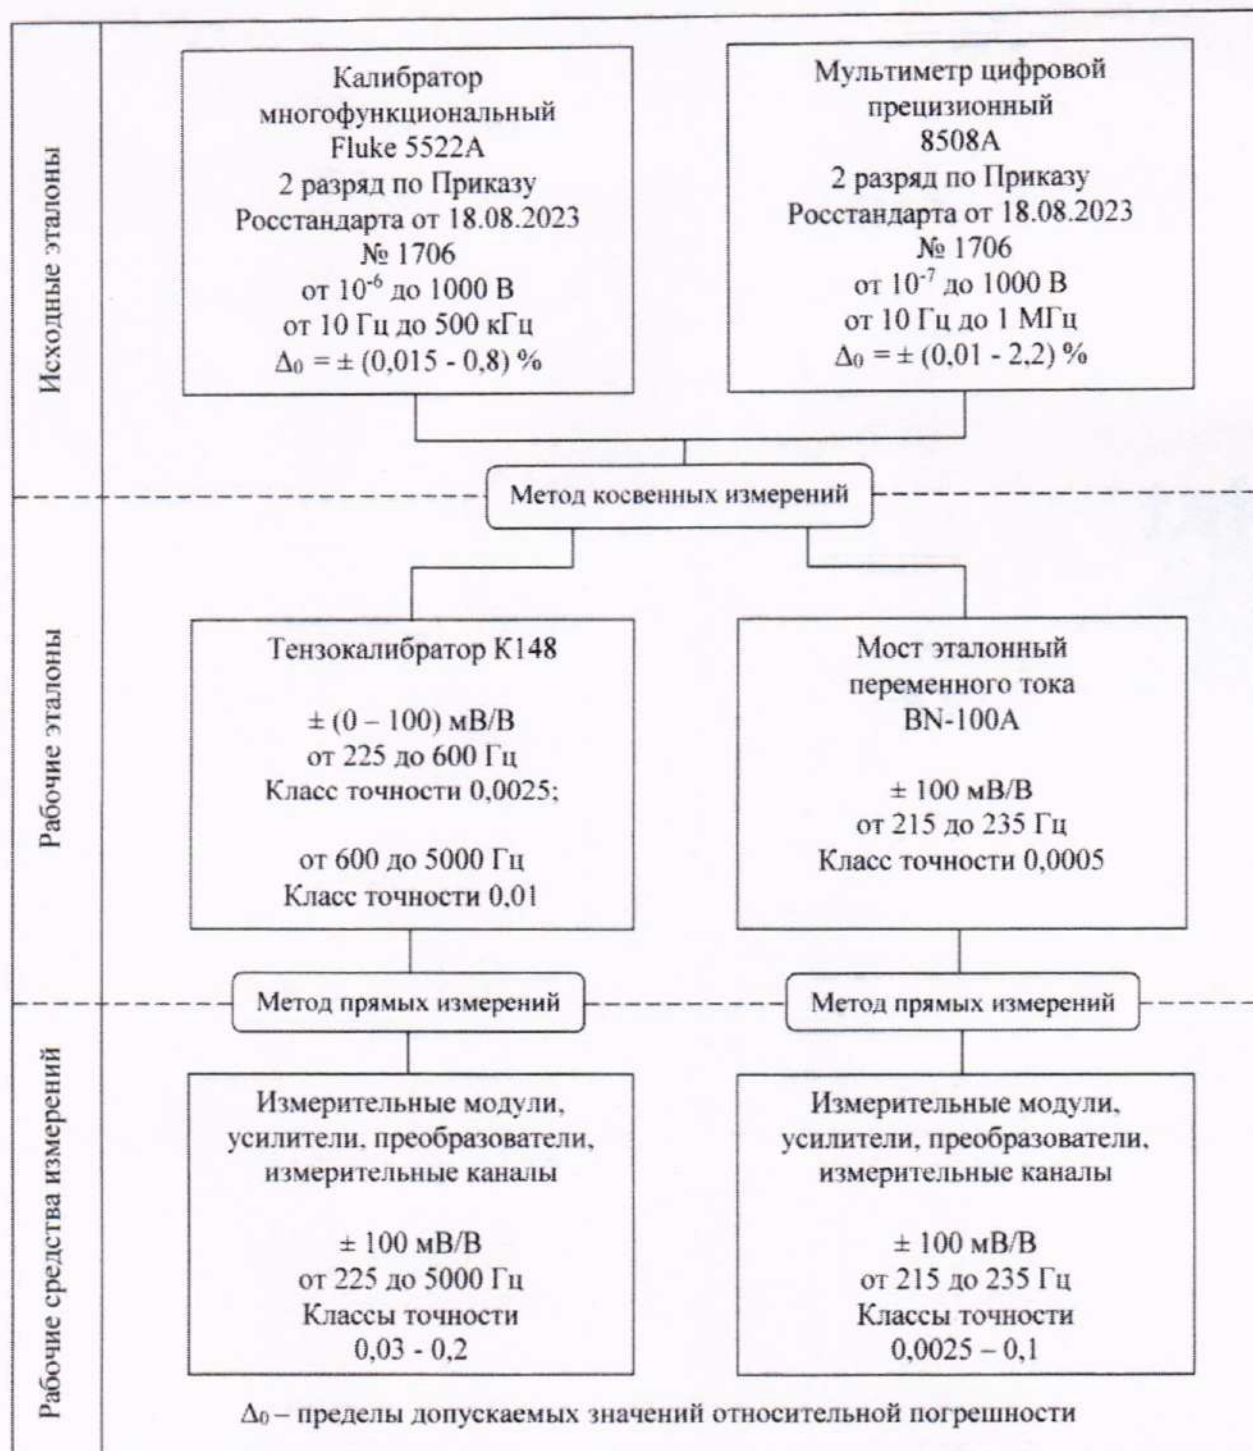 Исходные эталоны
Калибратор
многофункциональный
Fluke 5522A
2 разряд по Приказу
Росстандарта от 18.08.2023
№ 1706
от 10⁻⁶ до 1000 В
от 10 Гц до 500 кГц
Δ₀ = ± (0,015 - 0,8) %
Мультиметр цифровой
прецизионный
8508A
2 разряд по Приказу
Росстандарта от 18.08.2023
№ 1706
от 10⁻⁷ до 1000 В
от 10 Гц до 1 МГц
Δ₀ = ± (0,01 - 2,2) %
Метод косвенных измерений
Рабочие эталоны
Тензокалибратор К148
± (0 – 100) мВ/В
от 225 до 600 Гц
Класс точности 0,0025;
от 600 до 5000 Гц
Класс точности 0,01
Мост эталонный
переменного тока
BN-100A
± 100 мВ/В
от 215 до 235 Гц
Класс точности 0,0005
Метод прямых измерений
Метод прямых измерений
Рабочие средства измерений
Измерительные модули,
усилители, преобразователи,
измерительные каналы
± 100 мВ/В
от 225 до 5000 Гц
Классы точности
0,03 - 0,2
Измерительные модули,
усилители, преобразователи,
измерительные каналы
± 100 мВ/В
от 215 до 235 Гц
Классы точности
0,0025 – 0,1
Δ₀ – пределы допускаемых значений относительной погрешности